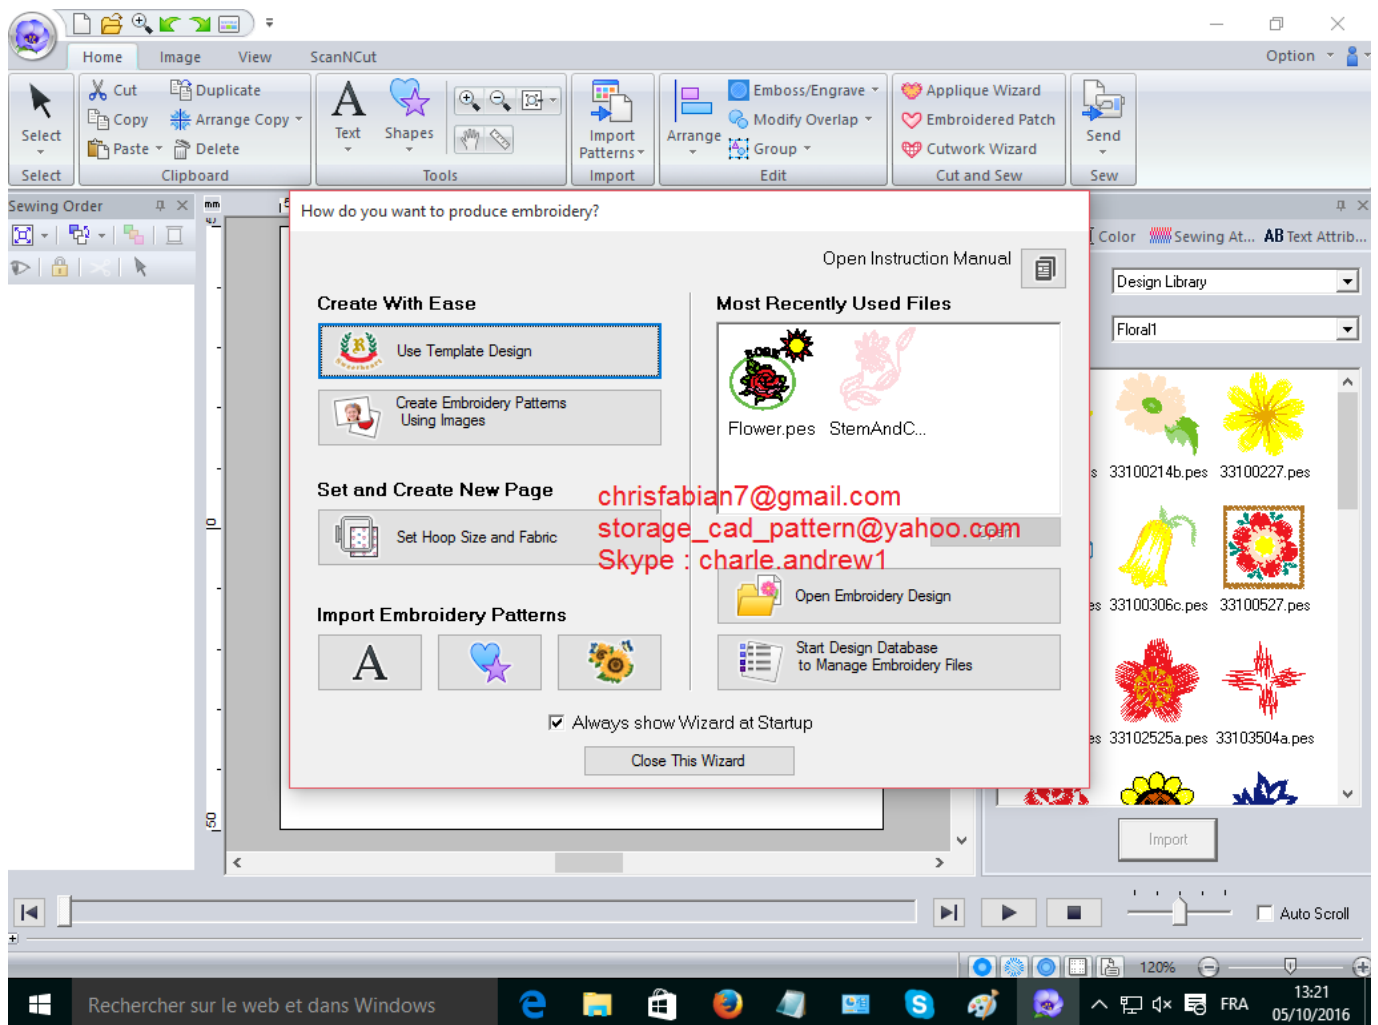 Home Image View ScanNCut Option
Cut Duplicate
Copy Arrange Copy
Paste Delete
Select
Select
Clipboard
Text Shapes
Tools
Import
Patterns
Import
Arrange
Emboss/Engrave
Modify Overlap
Group
Edit
Applique Wizard
Embroidered Patch
Cutwork Wizard
Cut and Sew
Send
Sew
Sewing Order
mm
How do you want to produce embroidery?
Color Sewing At... AB Text Attrib...
Open Instruction Manual
Design Library
Floral1
Create With Ease
Use Template Design
Create Embroidery Patterns
Using Images
Set and Create New Page
Set Hoop Size and Fabric
Import Embroidery Patterns
A
Most Recently Used Files
Flower.pes StemAndC...
chrisfabian7@gmail.com
storage_cad_pattern@yahoo.com
Skype : charle.andrew1
Open
Open Embroidery Design
Start Design Database
to Manage Embroidery Files
Always show Wizard at Startup
Close This Wizard
33100214b.pes 33100227.pes
33100306c.pes 33100527.pes
33102525a.pes 33103504a.pes
Import
0
50
Auto Scroll
120%
Rechercher sur le web et dans Windows
FRA
13:21
05/10/2016